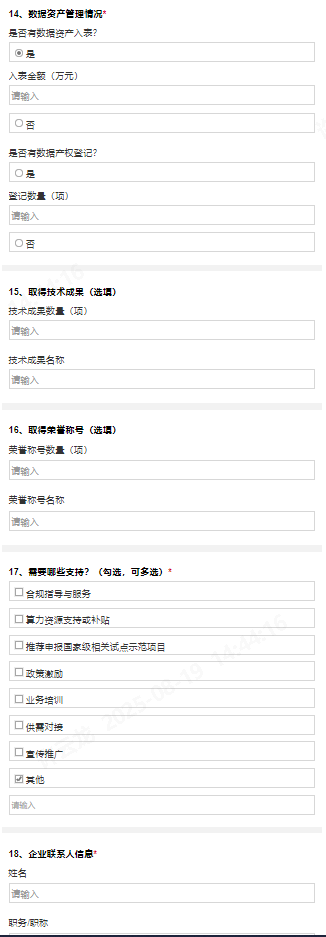 14、数据资产管理情况*
是否有数据资产入表?
是
入表金额（万元）
请输入
否
是否有数据产权登记?
是
登记数量（项）
请输入
否
15、取得技术成果（选填）
技术成果数量（项）
请输入
技术成果名称
请输入
16、取得荣誉称号（选填）
荣誉称号数量（项）
请输入
荣誉称号名称
请输入
17、需要哪些支持？（勾选，可多选）*
合规指导与服务
算力资源支持或补贴
推荐申报国家级相关试点示范项目
政策激励
业务培训
供需对接
宣传推广
其他
请输入
18、企业联系人信息*
姓名
请输入
职务/职称
2025-08-19 14:44:16